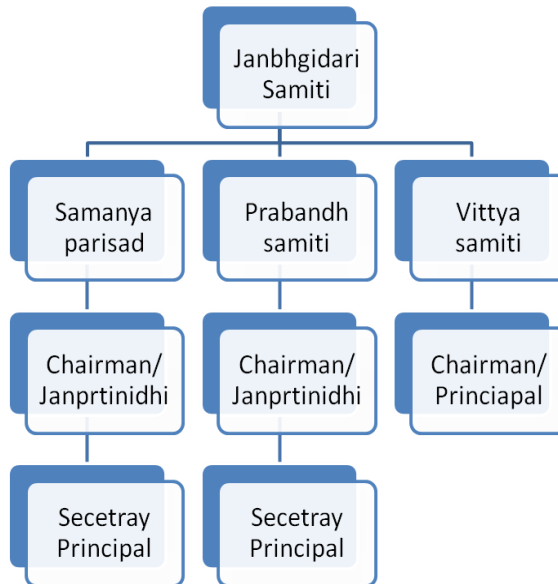 Janbhgidari
Samiti
Samanya
parisad
Prabandh
samiti
Vittya
samiti
Chairman/
Janprtinidhi
Chairman/
Janprtinidhi
Chairman/
Princiapal
Secetray
Principal
Secetray
Principal